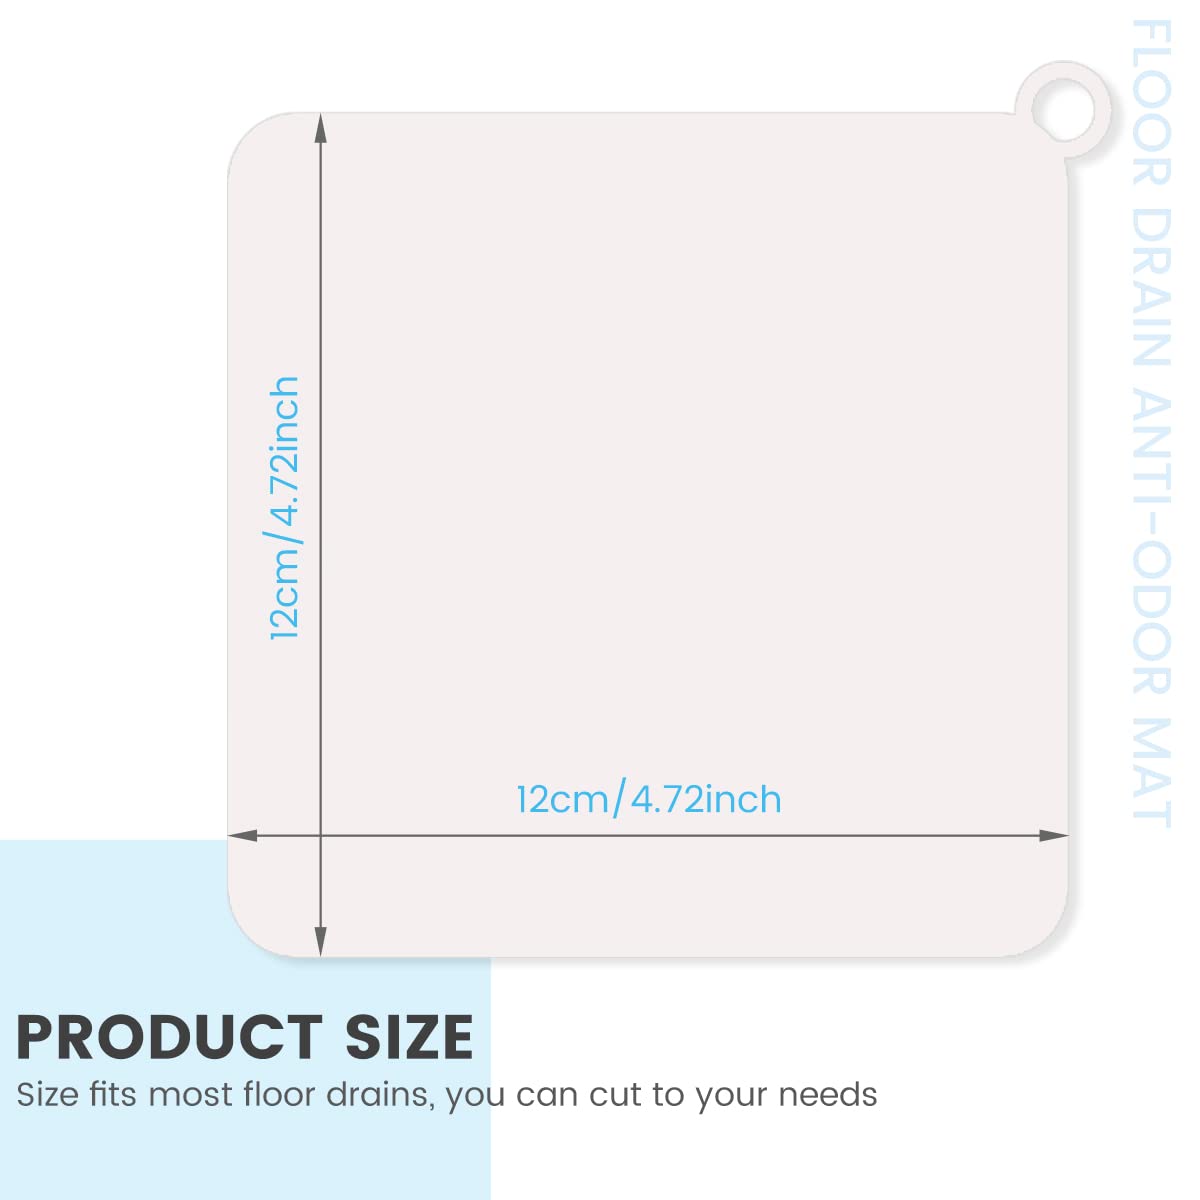 FLOOR DRAIN ANTI-ODOR MAT
12cm/4.72inch
12cm/4.72inch
PRODUCT SIZE
Size fits most floor drains, you can cut to your needs